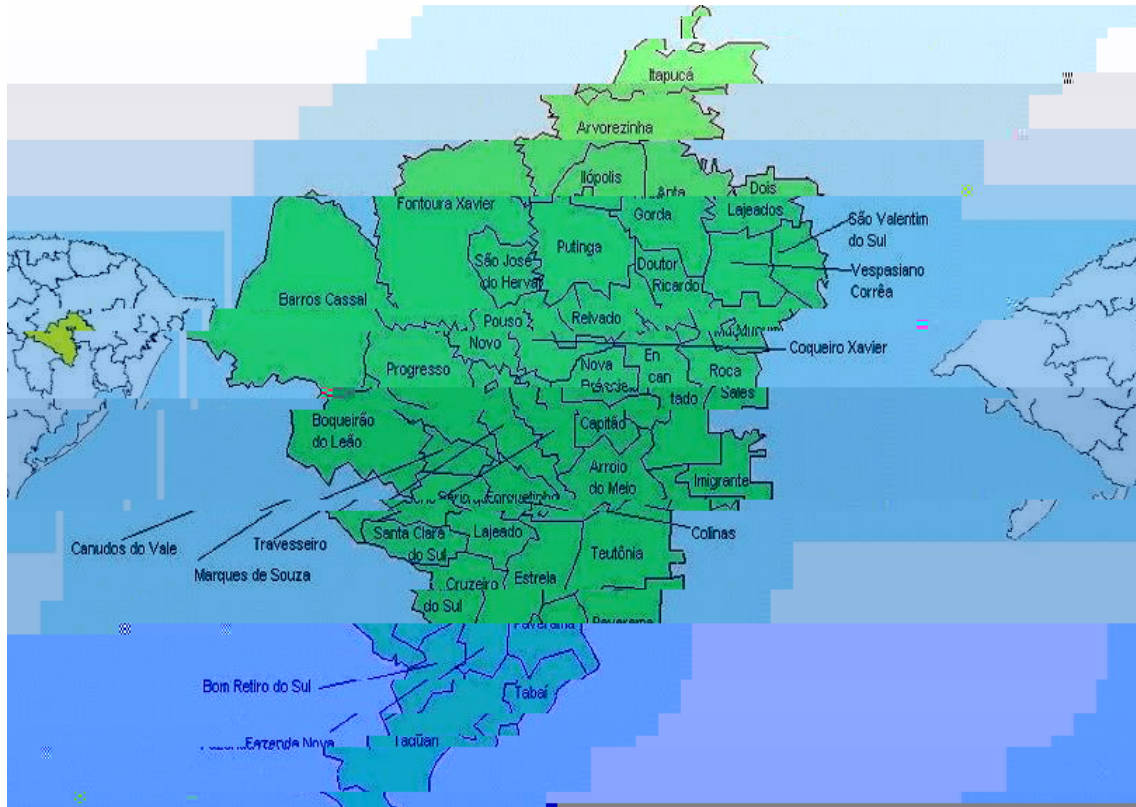 Itapucá
Arvorezinha
Ilópolis
Anta
Gorda
Dois
Lajeados
Fontoura Xavier
São Valentim
do Sul
Putinga
São José
do Herval
Doutor
Ricardo
Vespasiano
Corrêa
Barros Cassal
Pouso
Novo
Relvado
Coqueiro Xavier
Progresso
Nova
En
can
tado
Roca
Sales
Boqueirão
do Leão
Capitão
Arroio
do Meio
Imigrante
Forquetinho
Canudos do Vale
Marques de Souza
Travesseiro
Santa Clara
do Sul
Lajeado
Colinas
Teutônia
Cruzeiro
do Sul
Estrela
Paverama
Paverama
Bom Retiro do Sul
Tabaí
Fazenda Nova